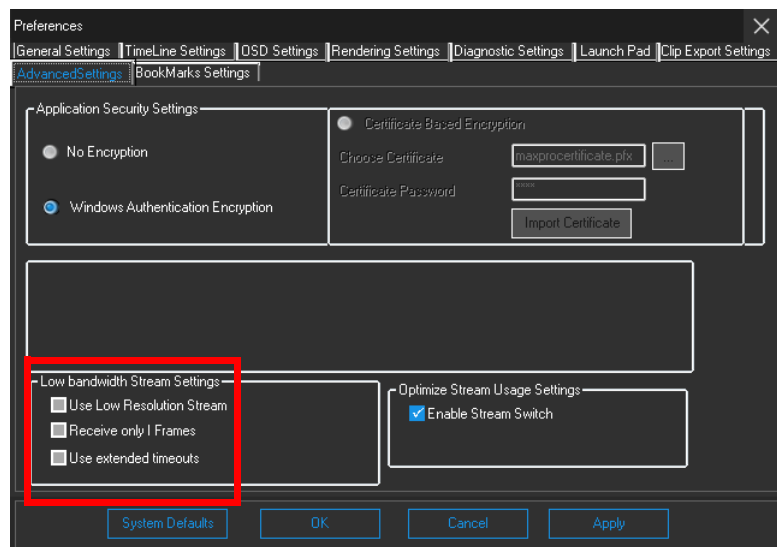 Preferences
General Settings TimeLine Settings OSD Settings Rendering Settings Diagnostic Settings Launch Pad Clip Export Settings
AdvancedSettings BookMarks Settings
Application Security Settings
No Encryption
Windows Authentication Encryption
Certificate Based Encryption
Choose Certificate maxprocertificate.pfx ...
Certificate Password ****
Import Certificate
Low bandwidth Stream Settings
Use Low Resolution Stream
Receive only I Frames
Use extended timeouts
Optimize Stream Usage Settings
Enable Stream Switch
System Defaults OK Cancel Apply